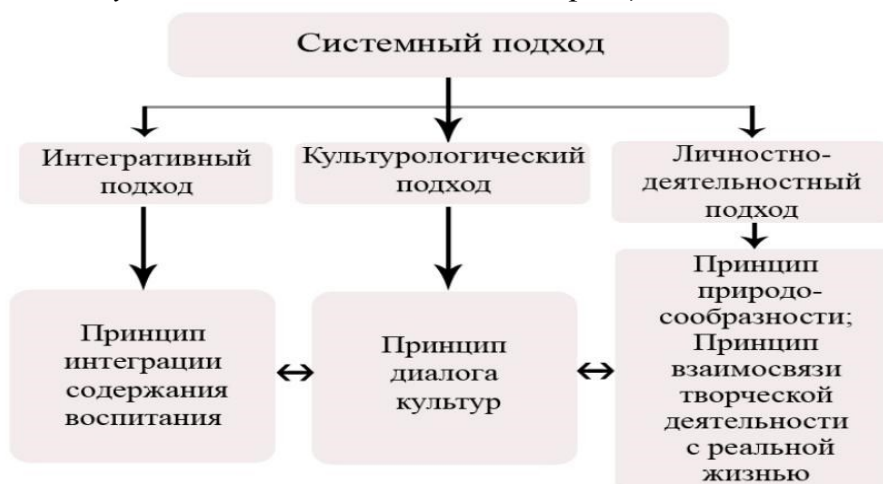 Системный подход
Интегративный
подход
Культурологический
подход
Личностно-
деятельностный
подход
Принцип
интеграции
содержания
воспитания
Принцип
диалога
культур
Принцип
природо-
сообразности;
Принцип
взаимосвязи
творческой
деятельности
с реальной
жизнью